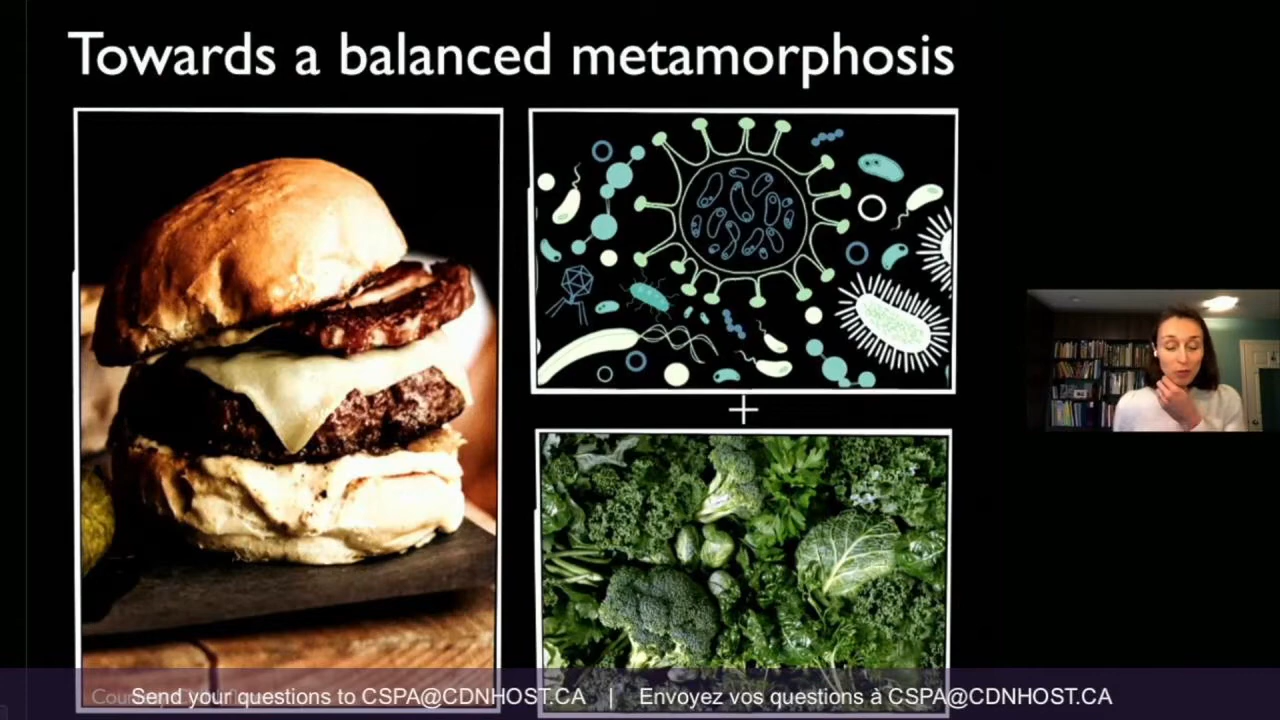 Towards a balanced metamorphosis
+
Send your questions to CSPA@CDNHOST.CA | Envoyez vos questions à CSPA@CDNHOST.CA